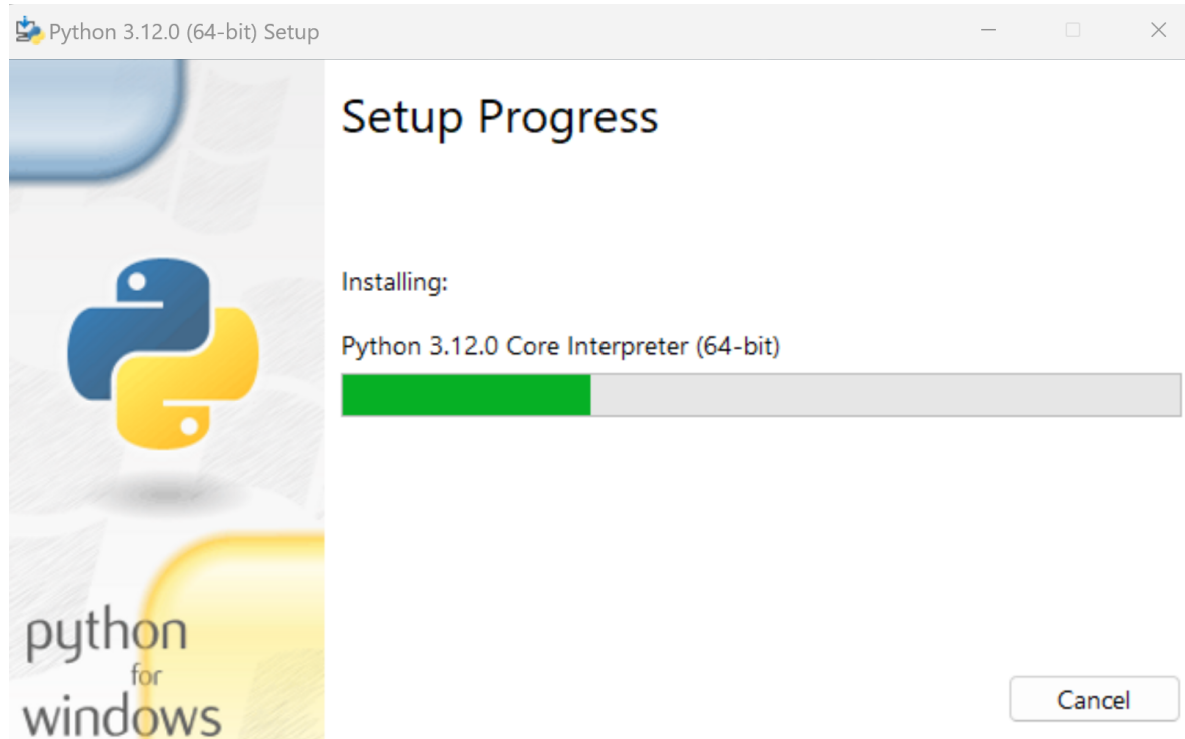 Python 3.12.0 (64-bit) Setup
Setup Progress
Installing:
Python 3.12.0 Core Interpreter (64-bit)
python
for
windows
Cancel